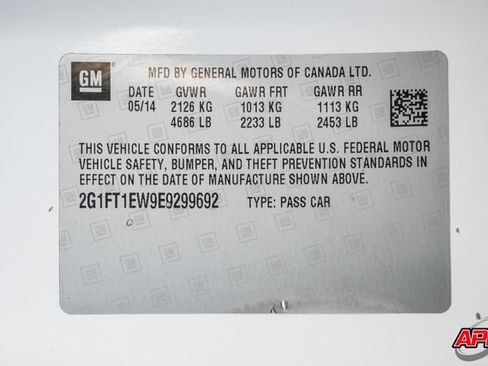 GM
MFD BY GENERAL MOTORS OF CANADA LTD.
DATE GVWR GAWR FRT GAWR RR
05/14 2126 KG 1013 KG 1113 KG
4686 LB 2233 LB 2453 LB
THIS VEHICLE CONFORMS TO ALL APPLICABLE U.S. FEDERAL MOTOR
VEHICLE SAFETY, BUMPER, AND THEFT PREVENTION STANDARDS IN
EFFECT ON THE DATE OF MANUFACTURE SHOWN ABOVE.
2G1FT1EW9E9299692 TYPE: PASS CAR